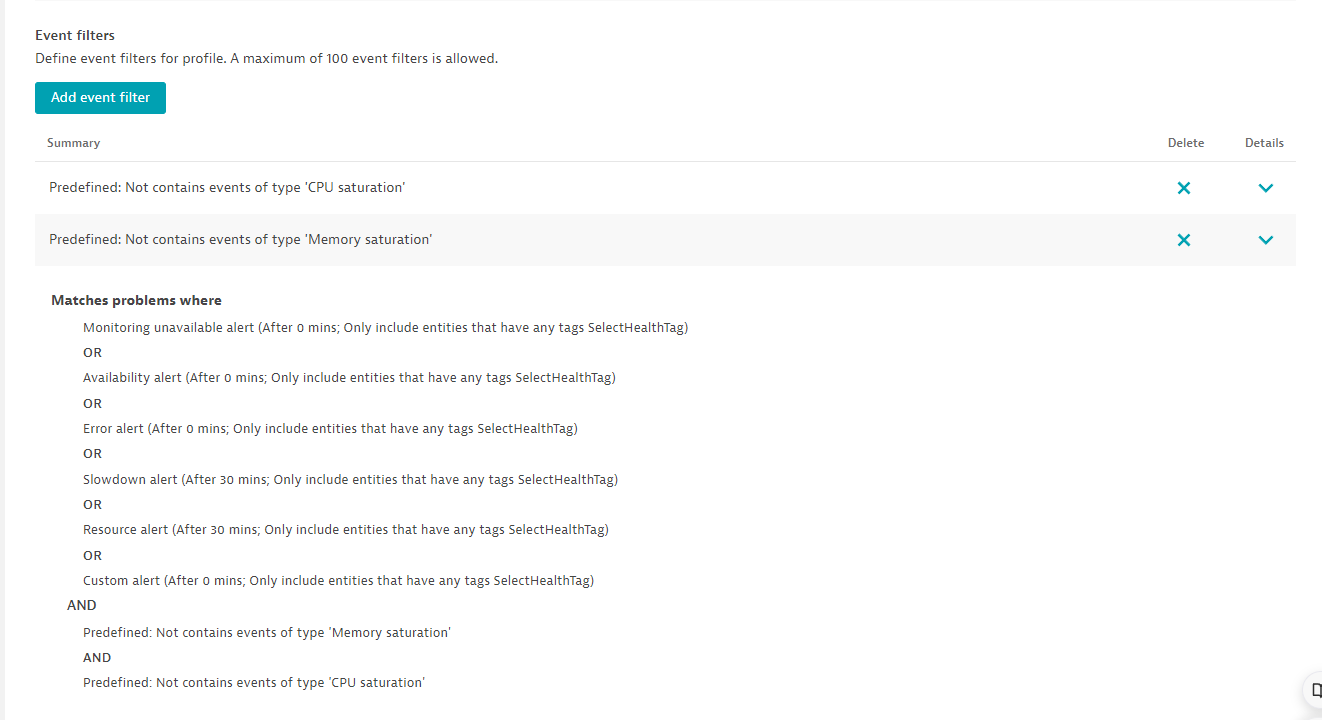 Event filters
Define event filters for profile. A maximum of 100 event filters is allowed.
Add event filter
Summary Delete Details
Predefined: Not contains events of type 'CPU saturation'
Predefined: Not contains events of type 'Memory saturation'
Matches problems where
Monitoring unavailable alert (After 0 mins; Only include entities that have any tags SelectHealthTag)
OR
Availability alert (After 0 mins; Only include entities that have any tags SelectHealthTag)
OR
Error alert (After 0 mins; Only include entities that have any tags SelectHealthTag)
OR
Slowdown alert (After 30 mins; Only include entities that have any tags SelectHealthTag)
OR
Resource alert (After 30 mins; Only include entities that have any tags SelectHealthTag)
OR
Custom alert (After 0 mins; Only include entities that have any tags SelectHealthTag)
AND
Predefined: Not contains events of type 'Memory saturation'
AND
Predefined: Not contains events of type 'CPU saturation'